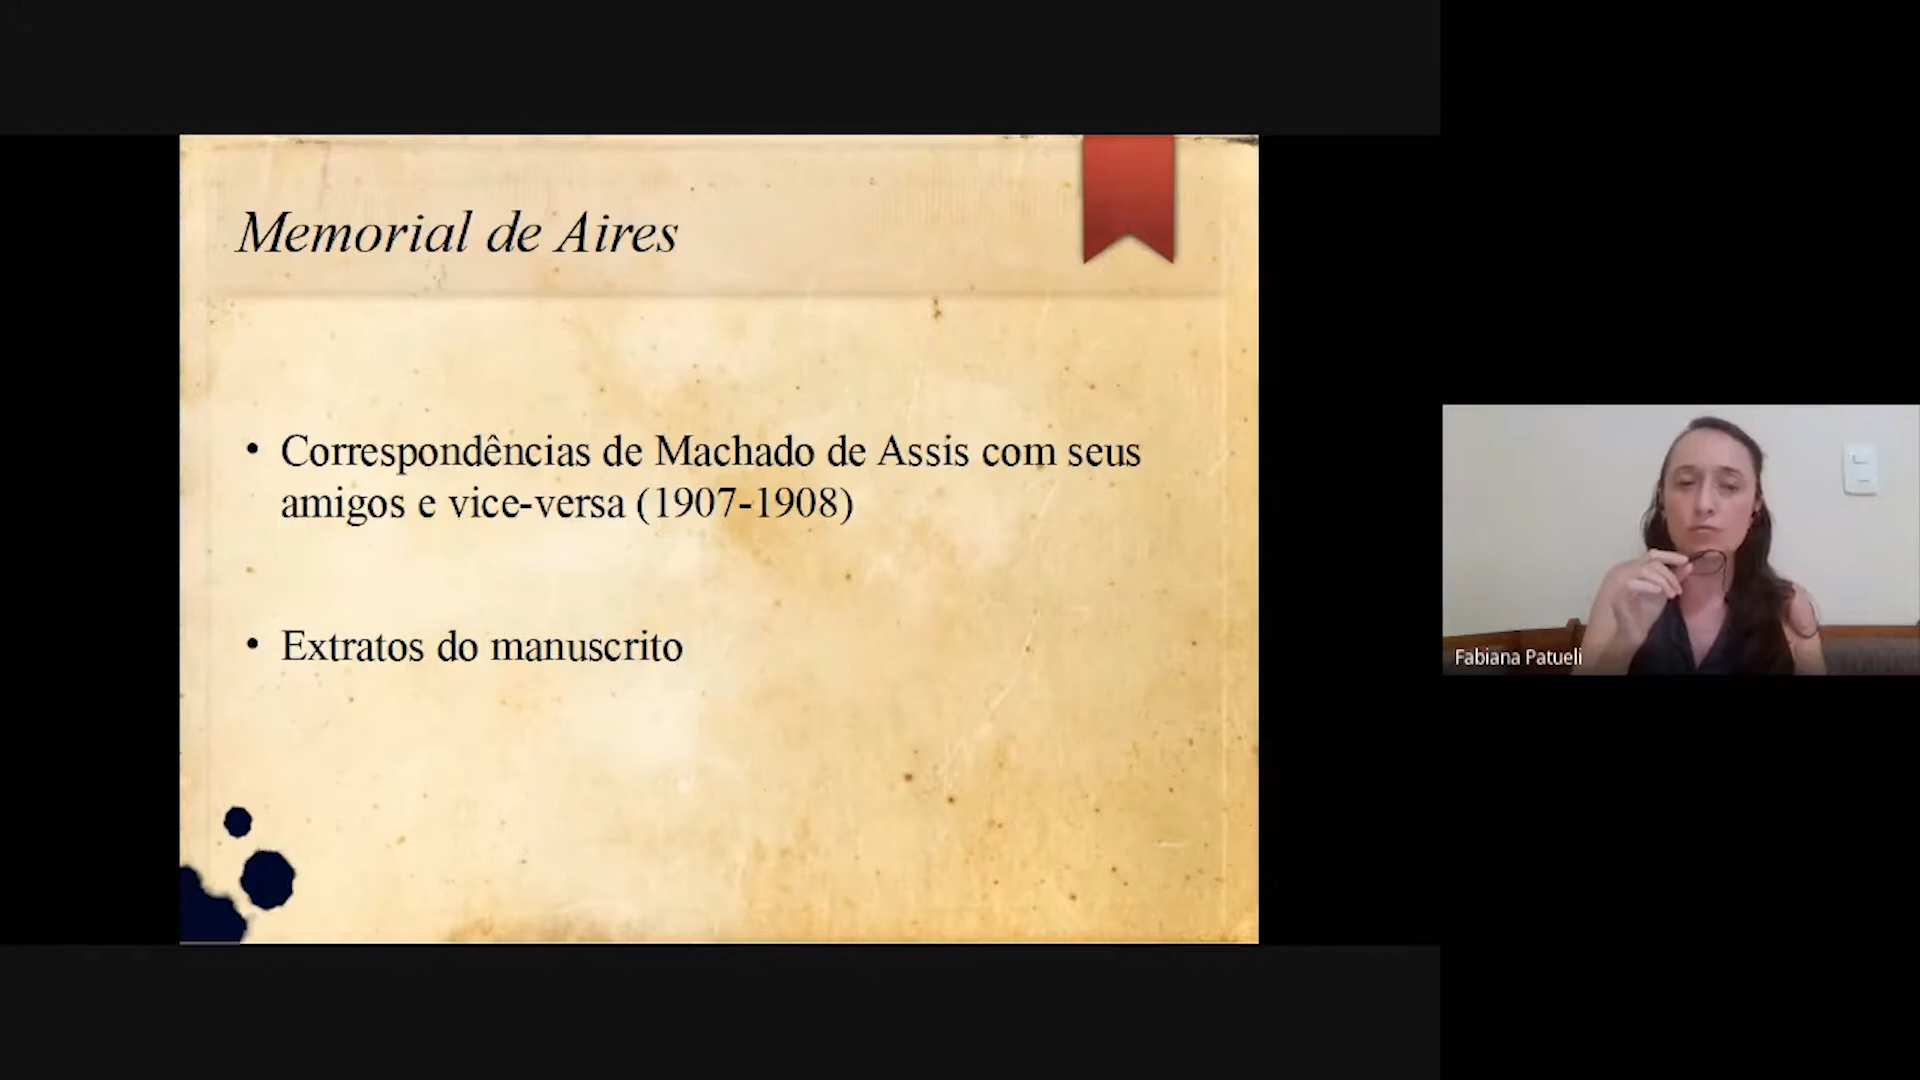 Memorial de Aires
• Correspondências de Machado de Assis com seus
amigos e vice-versa (1907-1908)
• Extratos do manuscrito
Fabiana Patueli